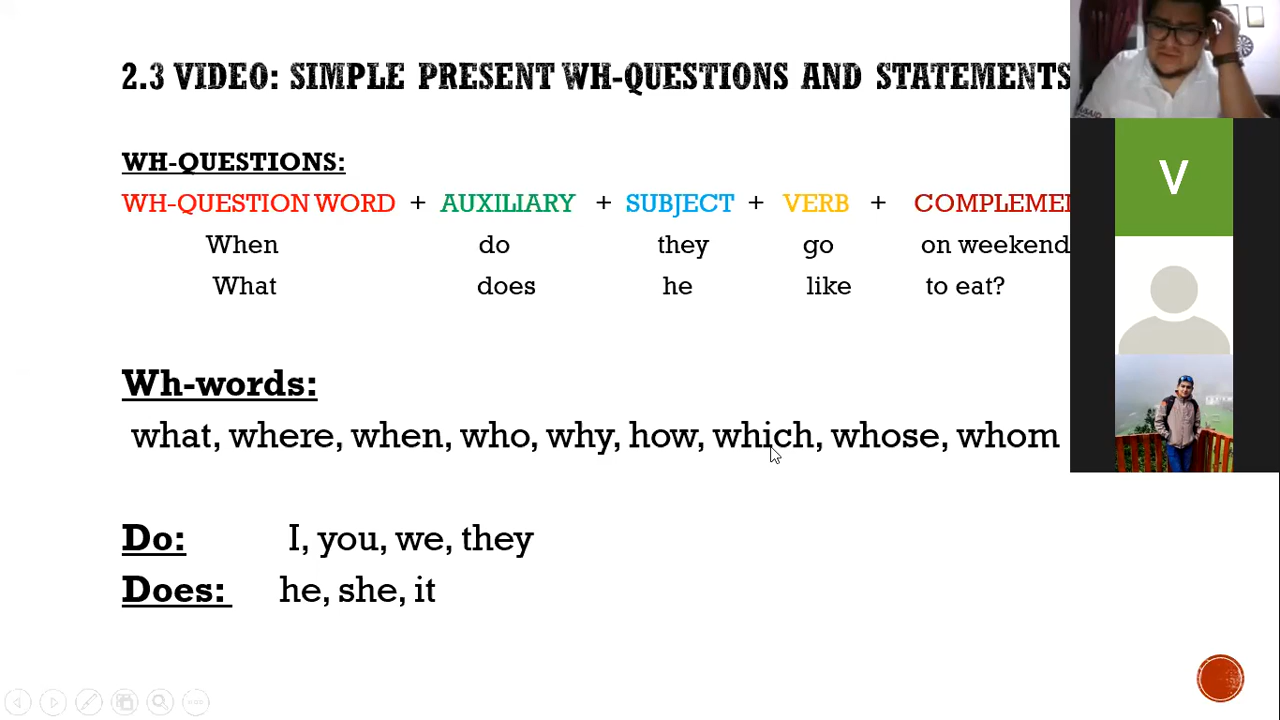 2.3 VIDEO: SIMPLE PRESENT WH-QUESTIONS AND STATEMENTS
WH-QUESTIONS:
WH-QUESTION WORD + AUXILIARY + SUBJECT + VERB + COMPLEME
When do they go on weekend
What does he like to eat?
Wh-words:
what, where, when, who, why, how, which, whose, whom
Do: I, you, we, they
Does: he, she, it
V